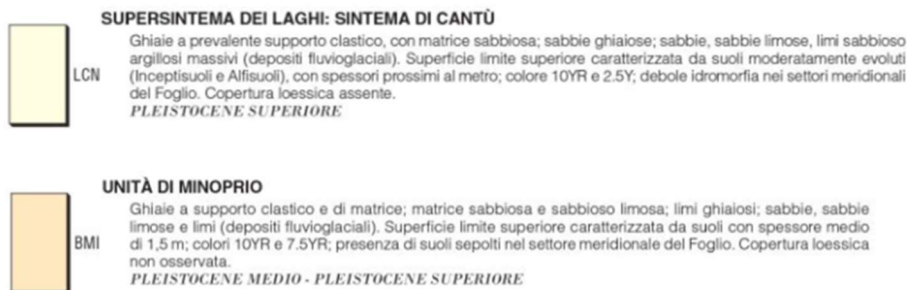 SUPERSINTEMA DEI LAGHI: SINTEMA DI CANTÙ
Ghiaie a prevalente supporto clastico, con matrice sabbiosa; sabbie ghiaiose; sabbie, sabbie limose, limi sabbioso
argillosi massivi (depositi fluvioglaciali). Superficie limite superiore caratterizzata da suoli moderatamente evoluti
(Inceptisuoli e Alfisuoli), con spessori prossimi al metro; colore 10YR e 2.5Y; debole idromorfia nei settori meridionali
del Foglio. Copertura loessica assente.
PLEISTOCENE SUPERIORE
LCN
UNITÀ DI MINOPRIO
Ghiaie a supporto clastico e di matrice; matrice sabbiosa e sabbioso limosa; limi ghiaiosi; sabbie, sabbie
limose e limi (depositi fluvioglaciali). Superficie limite superiore caratterizzata da suoli con spessore medio
di 1,5 m; colori 10YR e 7.5YR; presenza di suoli sepolti nel settore meridionale del Foglio. Copertura loessica
non osservata.
PLEISTOCENE MEDIO - PLEISTOCENE SUPERIORE
BMI